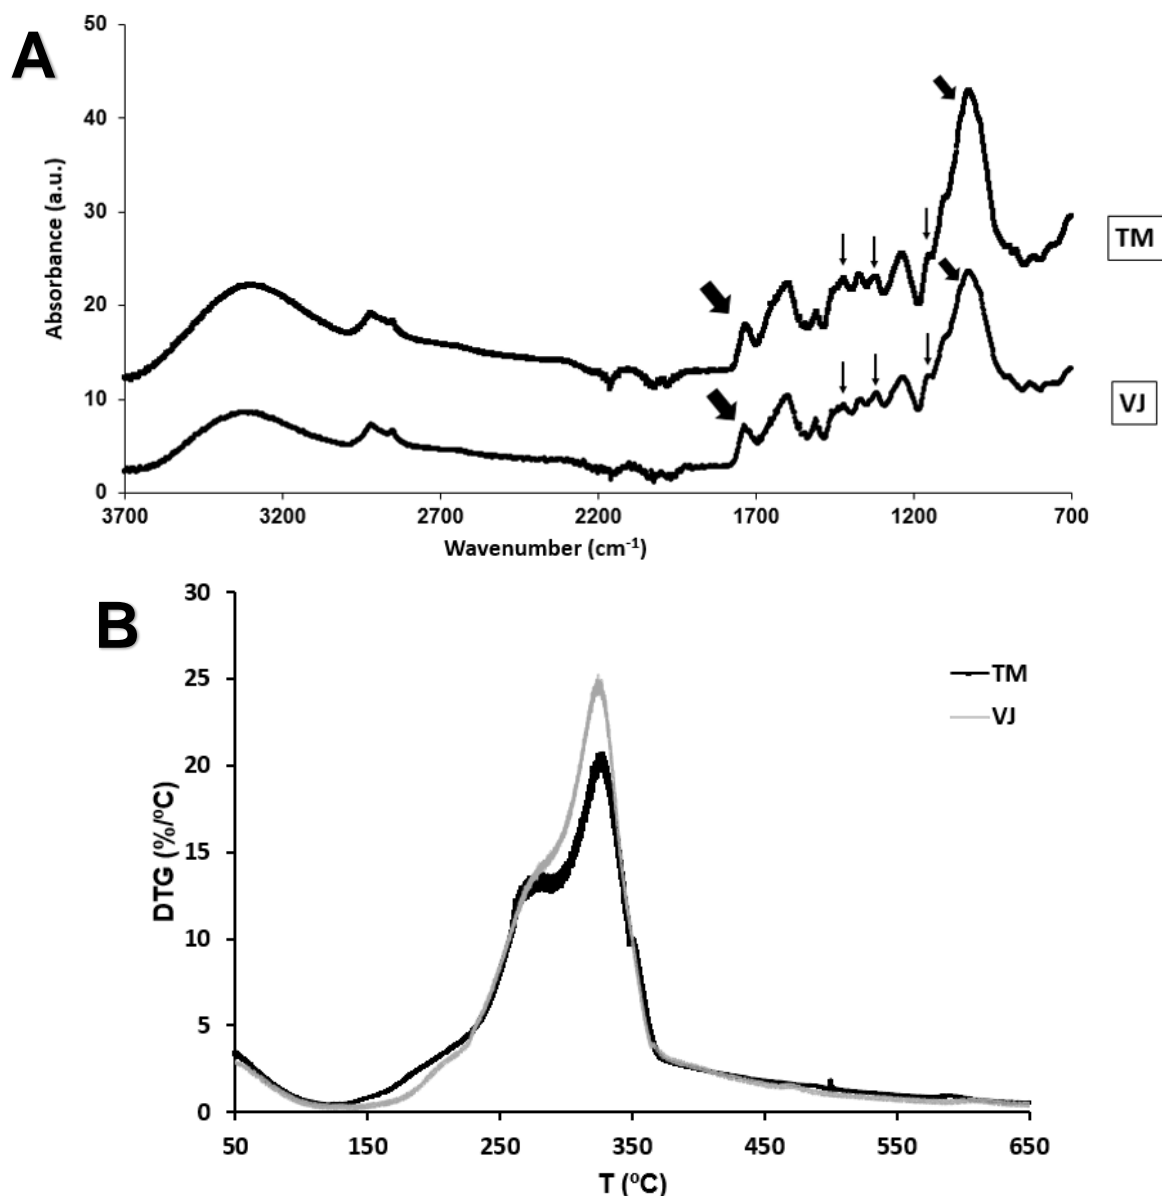 A
50
40
30
20
10
0
Absorbance (a.u.)
3700 3200 2700 2200 1700 1200 700
Wavenumber (cm⁻¹)
TM
VJ
B
30
25
20
15
10
5
0
DTG (%/ºC)
TM
VJ
50 150 250 350 450 550 650
T (ºC)